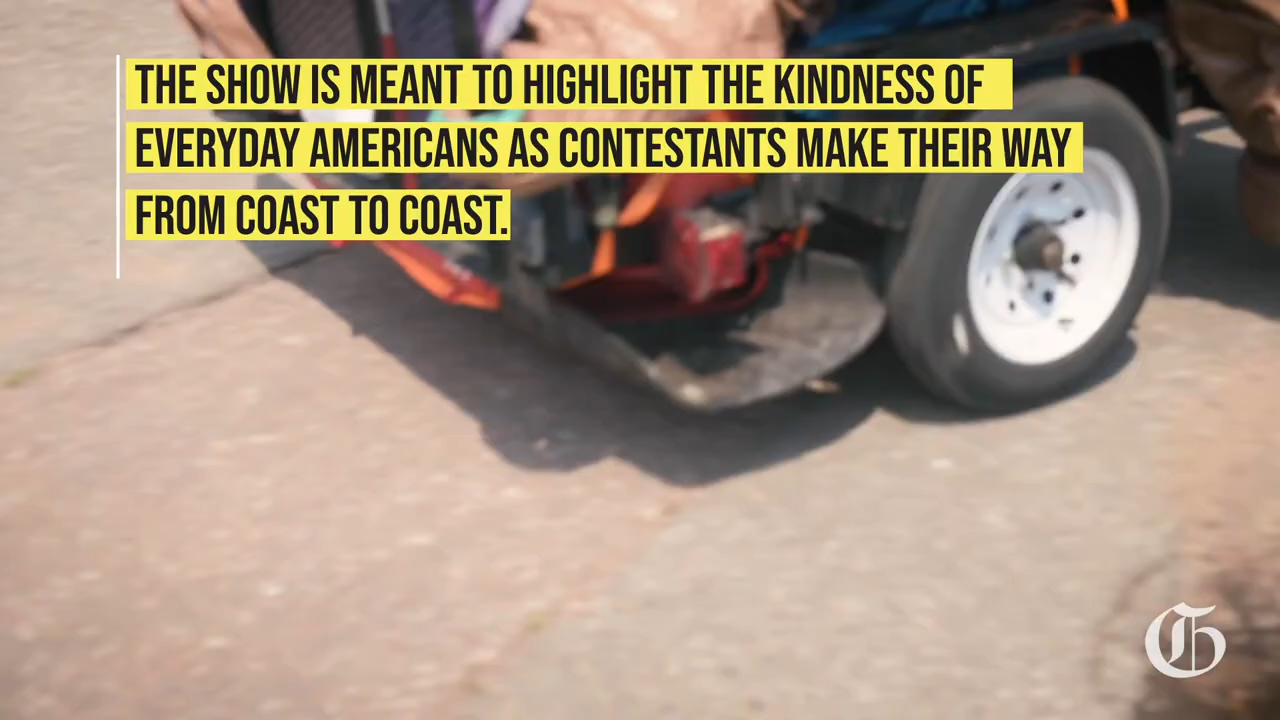 THE SHOW IS MEANT TO HIGHLIGHT THE KINDNESS OF
EVERYDAY AMERICANS AS CONTESTANTS MAKE THEIR WAY
FROM COAST TO COAST.
G